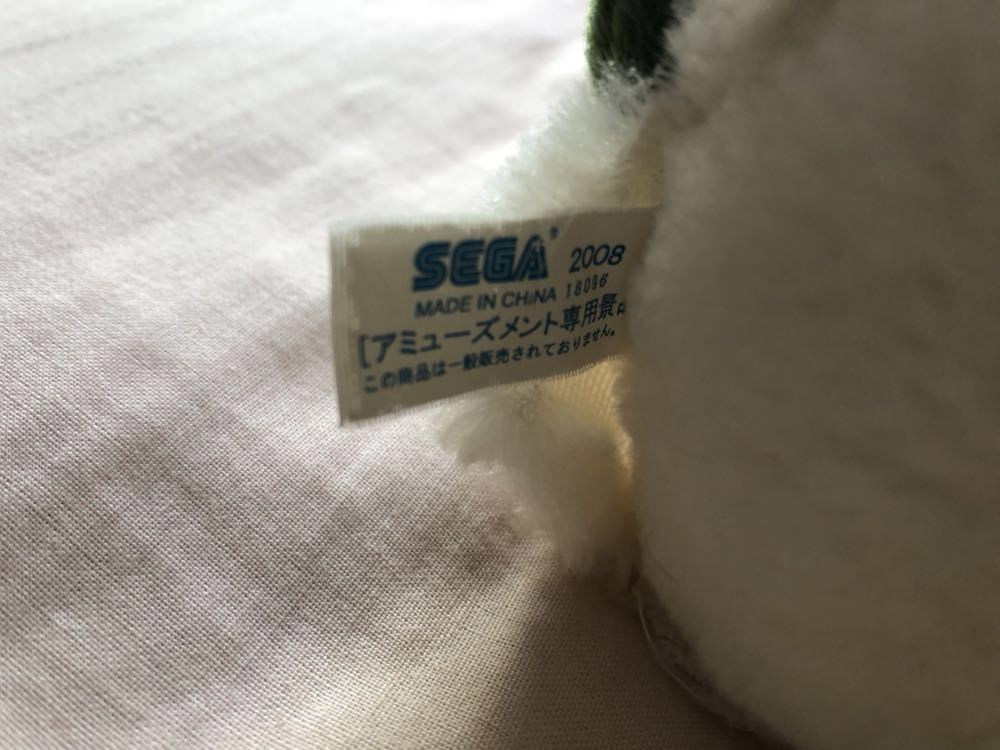 SEGA® 2008
MADE IN CHINA 18096
[アミューズメント専用景品
この商品は一般販売されておりません。